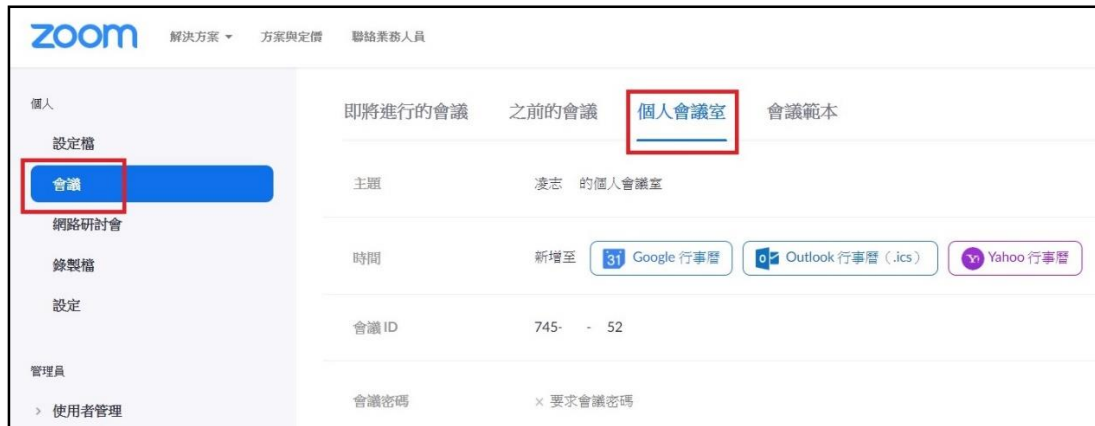 zoom 解決方案 方案與定價 聯絡業務人員
個人
設定檔
會議
網路研討會
錄製檔
設定
管理員
使用者管理
即將進行的會議 之前的會議 個人會議室 會議範本
主題 凌志 的個人會議室
時間 新增至 31 Google 行事曆 Outlook 行事曆（.ics） Yahoo 行事曆
會議 ID 745- - 52
會議密碼 × 要求會議密碼